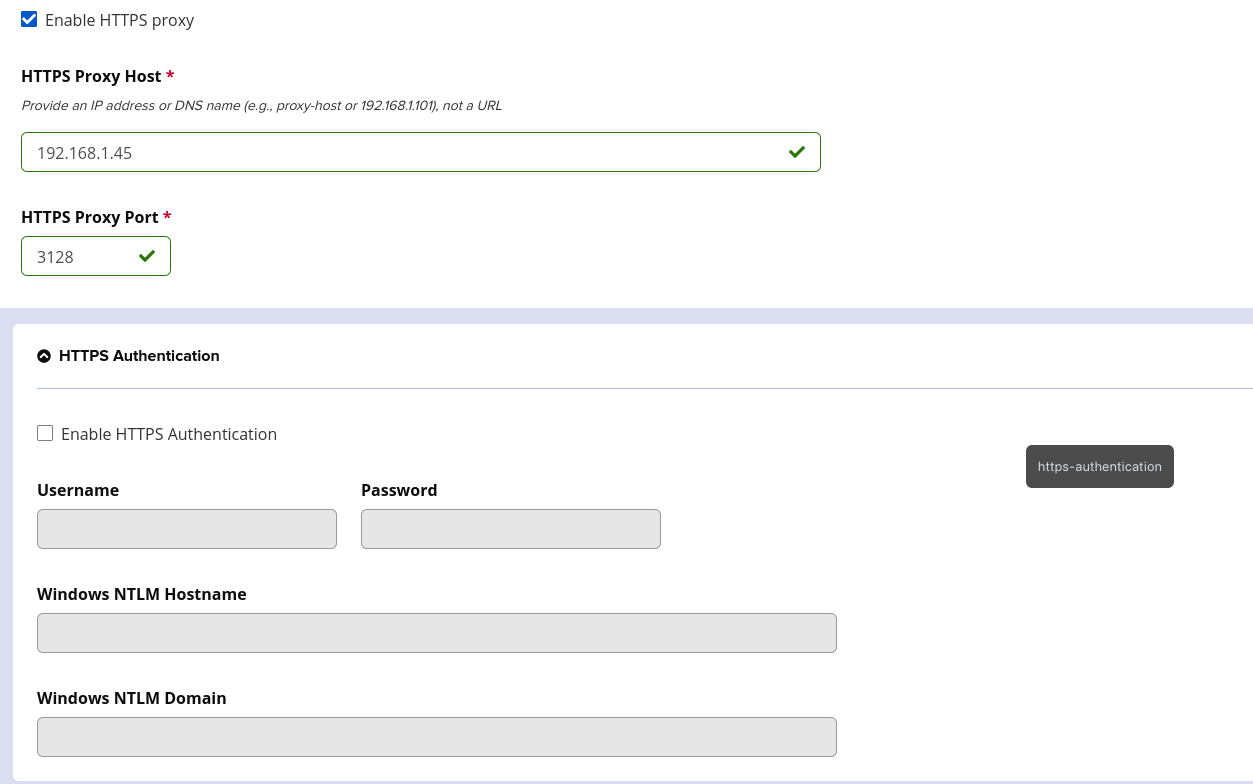 Enable HTTPS proxy
HTTPS Proxy Host *
Provide an IP address or DNS name (e.g., proxy-host or 192.168.1.101), not a URL
192.168.1.45
HTTPS Proxy Port *
3128
HTTPS Authentication
Enable HTTPS Authentication
https-authentication
Username Password
Windows NTLM Hostname
Windows NTLM Domain